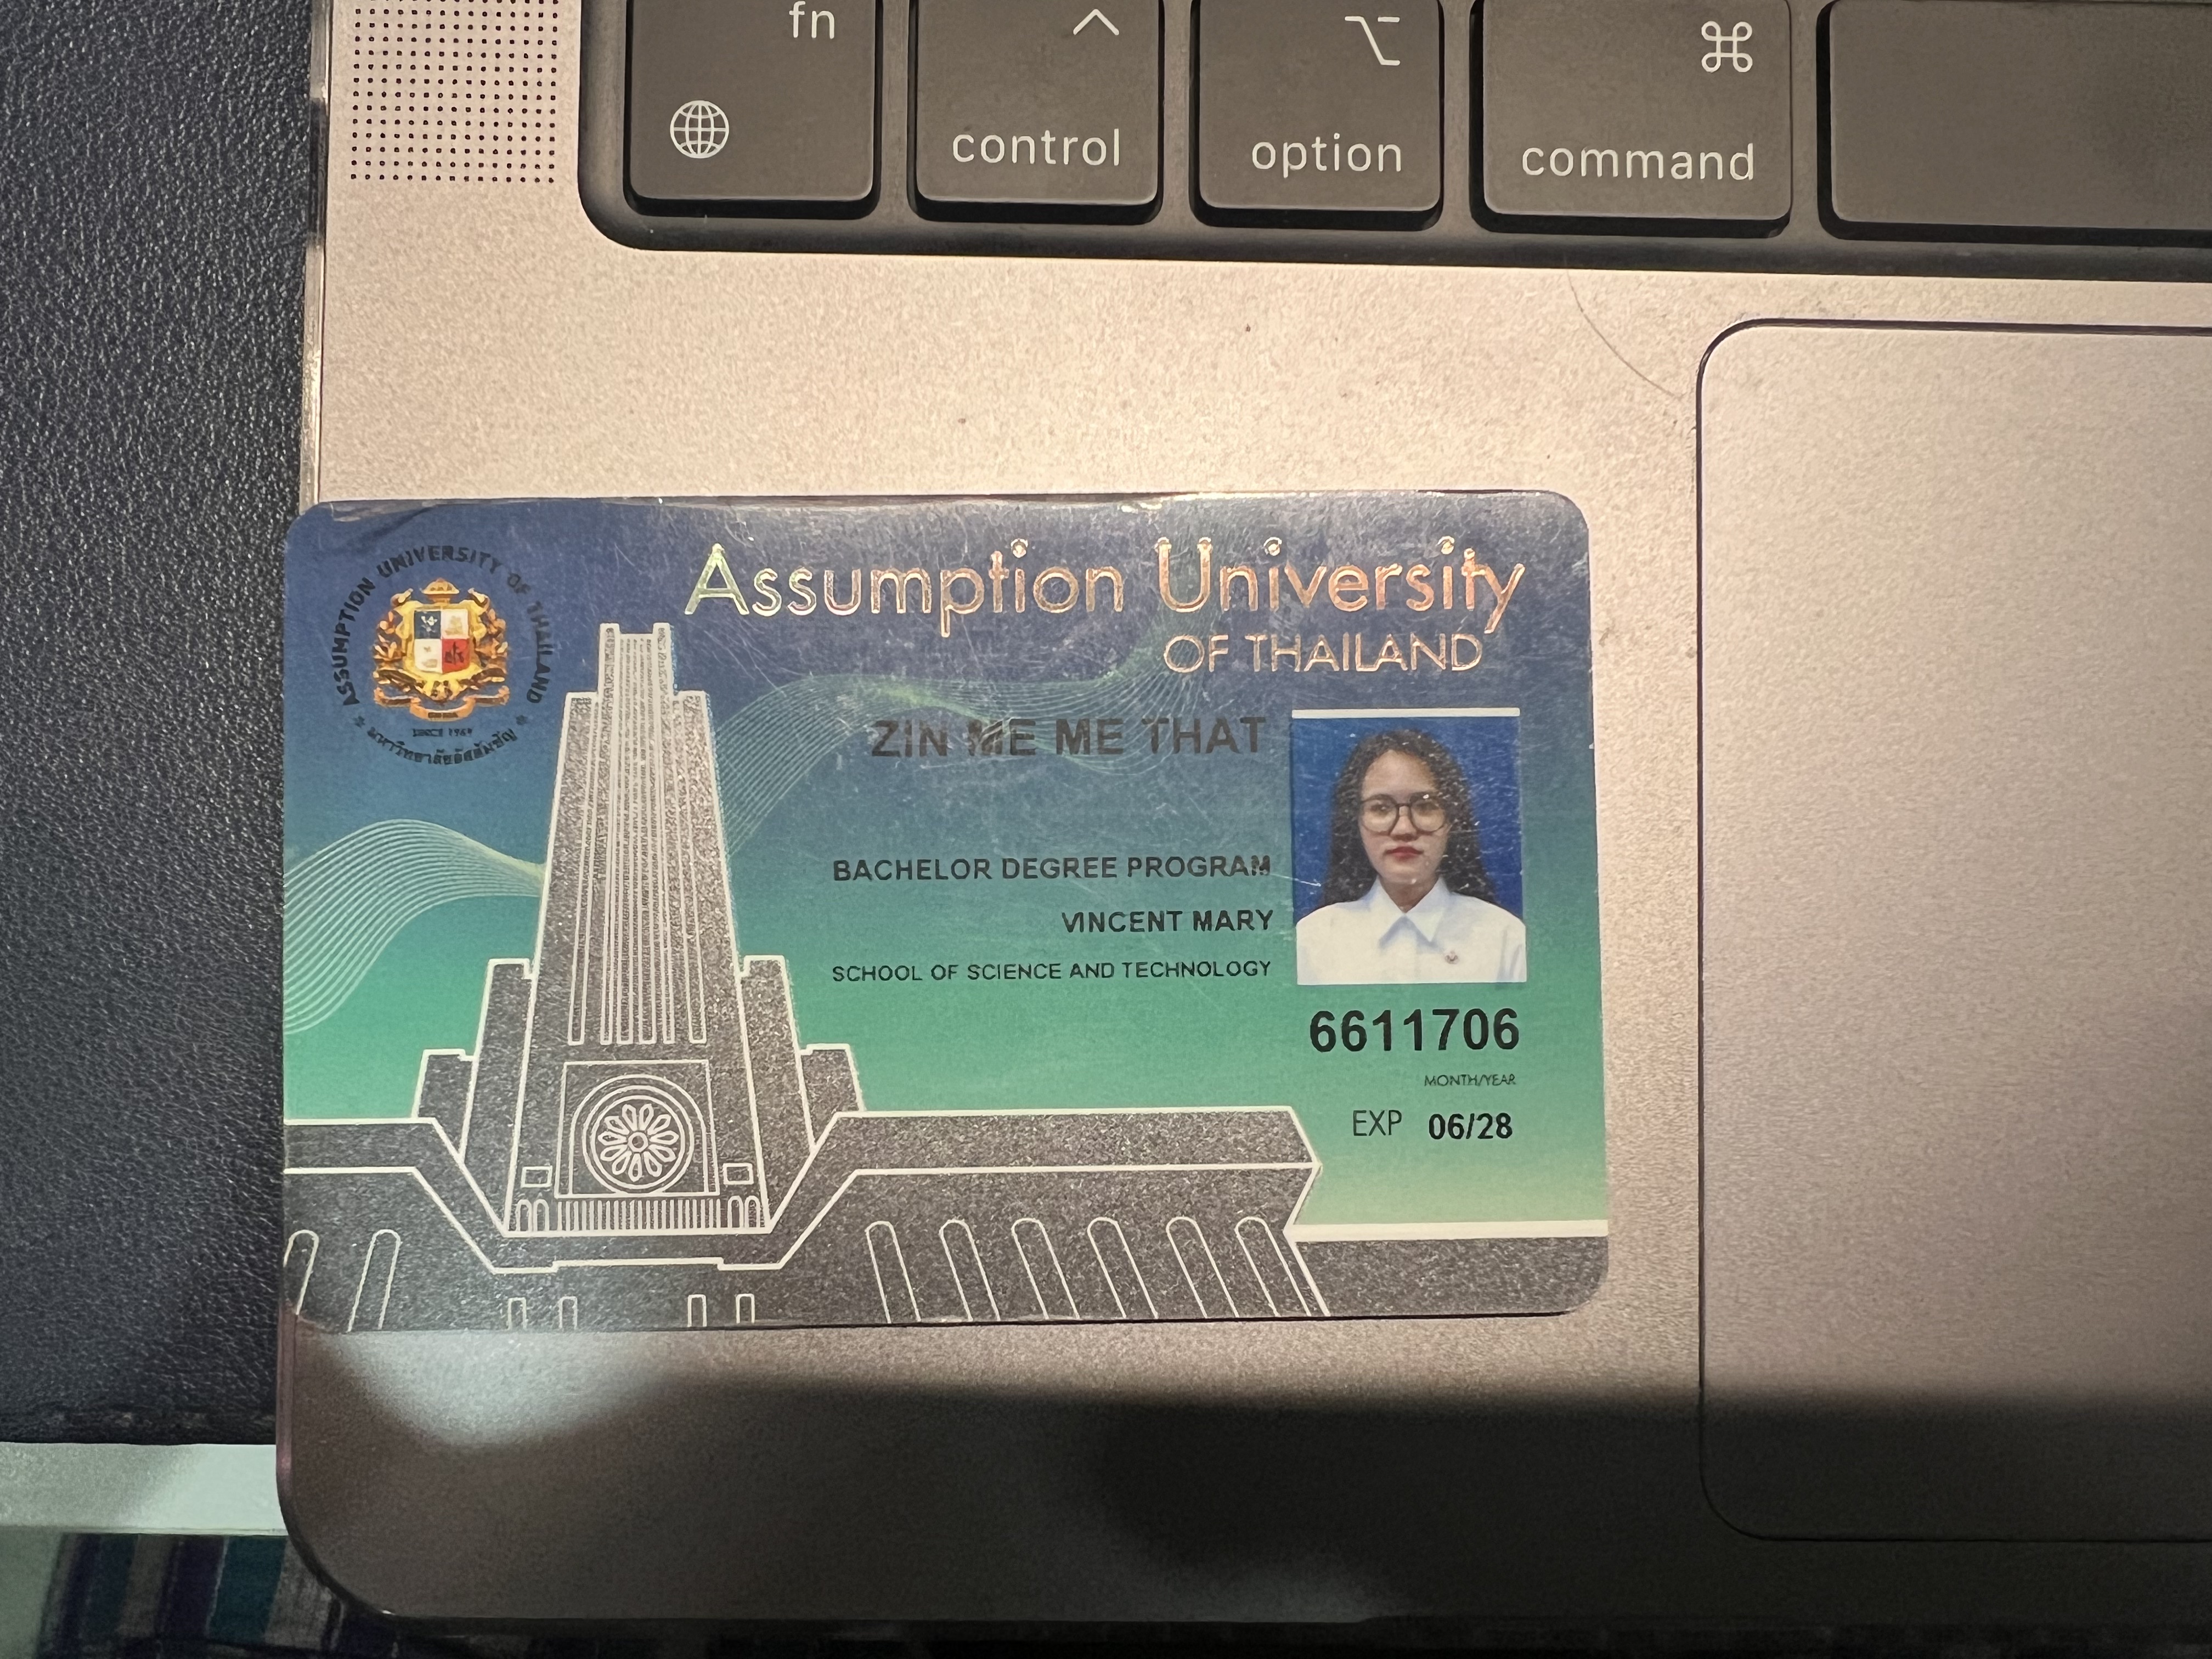 Assumption University
OF THAILAND
ASSUMPTION UNIVERSITY OF THAILAND
SINCE 1969
มหาวิทยาลัยอัสสัมชัญ
ZIN ME ME THAT
BACHELOR DEGREE PROGRAM
VINCENT MARY
SCHOOL OF SCIENCE AND TECHNOLOGY
6611706
MONTH/YEAR
EXP 06/28
fn
control
option
command